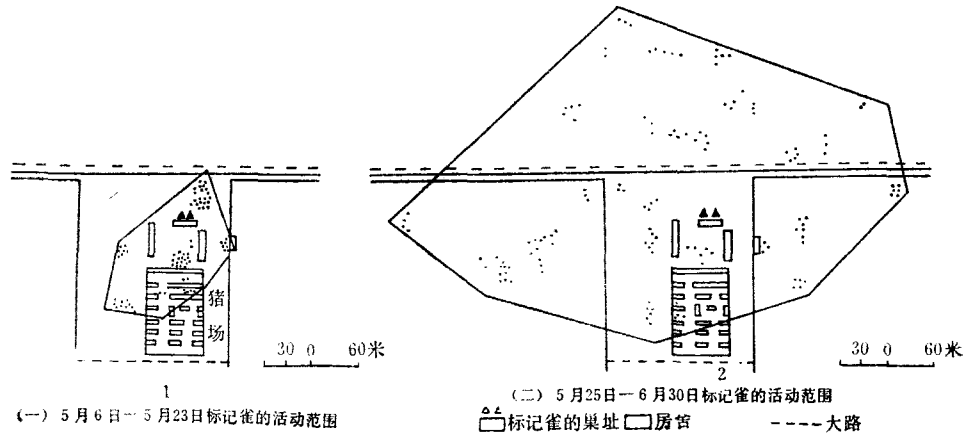 猪
场
30 0 60米
30 0 60米
1
2
(一) 5月6日—5月23日标记雀的活动范围
(二) 5月25日—6月30日标记雀的活动范围
标记雀的巢址 房笘 大路